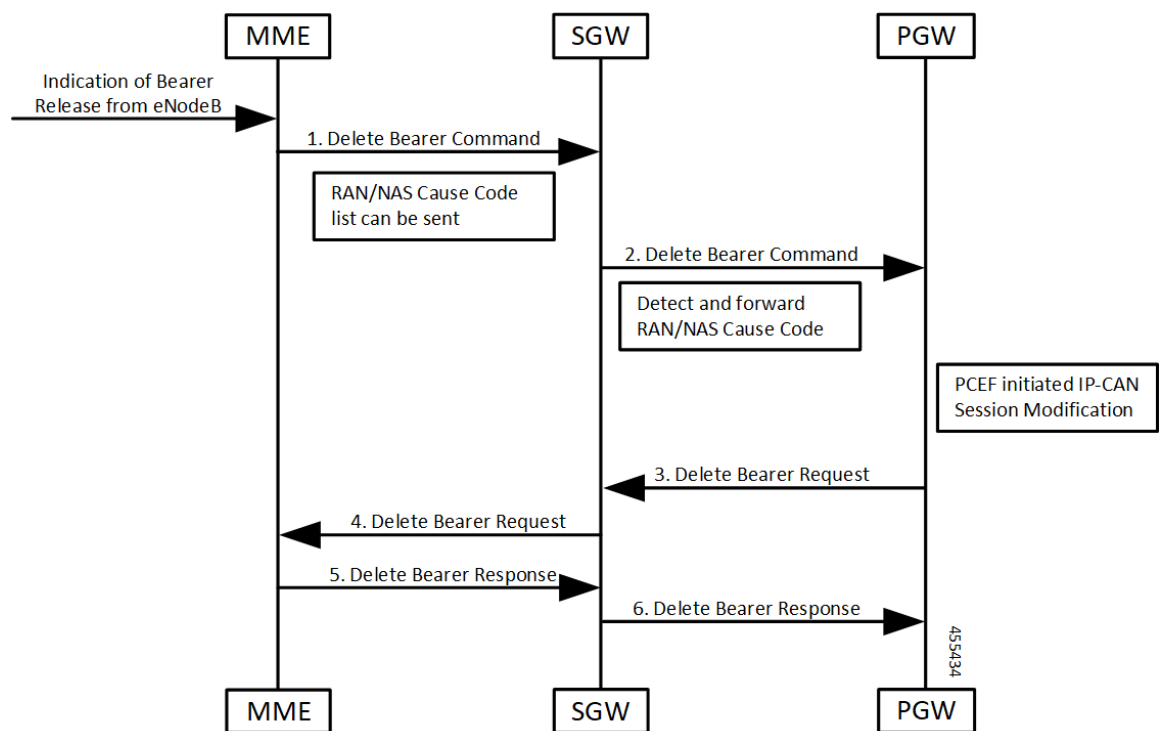 MME
SGW
PGW
Indication of Bearer
Release from eNodeB
1. Delete Bearer Command
RAN/NAS Cause Code
list can be sent
2. Delete Bearer Command
Detect and forward
RAN/NAS Cause Code
PCEF initiated IP-CAN
Session Modification
3. Delete Bearer Request
4. Delete Bearer Request
5. Delete Bearer Response
6. Delete Bearer Response
455434
MME
SGW
PGW